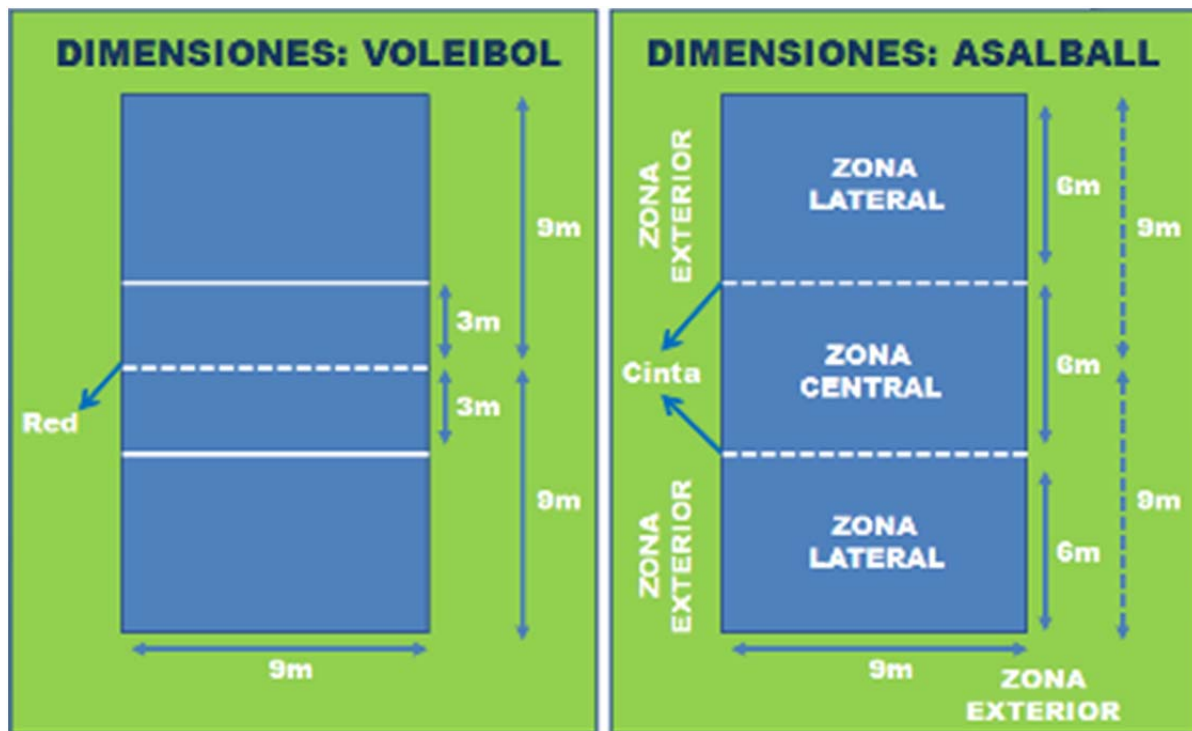 DIMENSIONES: VOLEIBOL
9m
3m
3m
Red
9m
9m
DIMENSIONES: ASALBALL
ZONA
EXTERIOR
ZONA
LATERAL
6m
9m
Cinta
ZONA
CENTRAL
6m
ZONA
EXTERIOR
ZONA
LATERAL
6m
9m
9m
ZONA
EXTERIOR